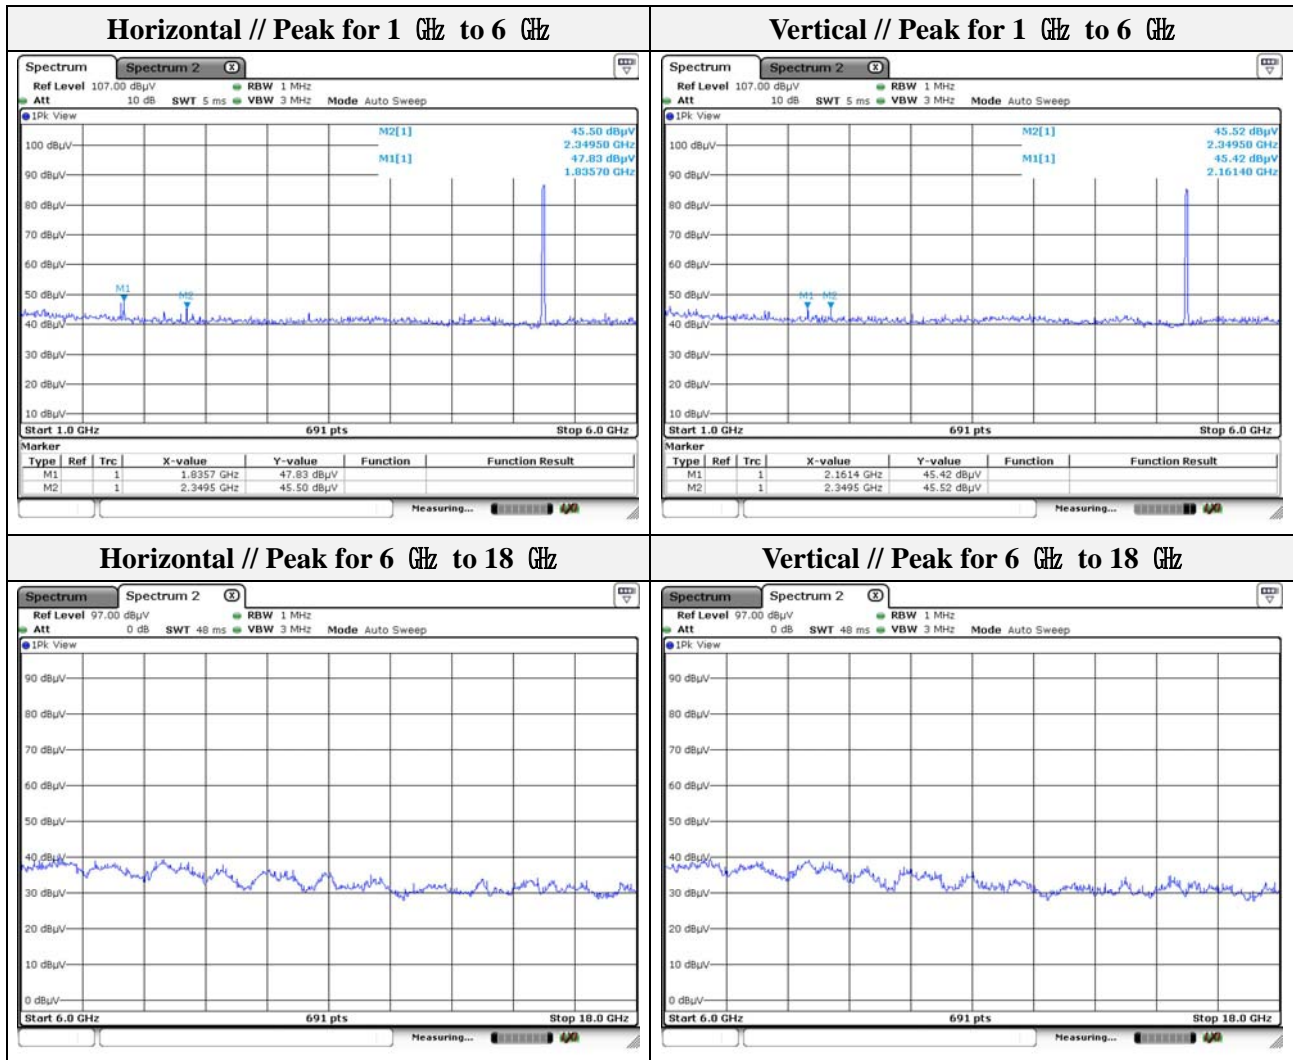 Horizontal // Peak for 1 ㎓ to 6 ㎓
Spectrum Spectrum 2
Ref Level 107.00 dBµV RBW 1 MHz
Att 10 dB SWT 5 ms VBW 3 MHz Mode Auto Sweep
1Pk View
M2[1] 45.50 dBµV
2.34950 GHz
M1[1] 47.83 dBµV
1.83570 GHz
100 dBµV
90 dBµV
80 dBµV
70 dBµV
60 dBµV
50 dBµV
M1 M2
40 dBµV
30 dBµV
20 dBµV
10 dBµV
Start 1.0 GHz 691 pts Stop 6.0 GHz
Marker
Type Ref Trc X-value Y-value Function Function Result
M1 1 1.8357 GHz 47.83 dBµV
M2 1 2.3495 GHz 45.50 dBµV
Measuring...
Vertical // Peak for 1 ㎓ to 6 ㎓
Spectrum Spectrum 2
Ref Level 107.00 dBµV RBW 1 MHz
Att 10 dB SWT 5 ms VBW 3 MHz Mode Auto Sweep
1Pk View
M2[1] 45.52 dBµV
2.34950 GHz
M1[1] 45.42 dBµV
2.16140 GHz
100 dBµV
90 dBµV
80 dBµV
70 dBµV
60 dBµV
50 dBµV
M1 M2
40 dBµV
30 dBµV
20 dBµV
10 dBµV
Start 1.0 GHz 691 pts Stop 6.0 GHz
Marker
Type Ref Trc X-value Y-value Function Function Result
M1 1 2.1614 GHz 45.42 dBµV
M2 1 2.3495 GHz 45.52 dBµV
Measuring...
Horizontal // Peak for 6 ㎓ to 18 ㎓
Spectrum Spectrum 2
Ref Level 97.00 dBµV RBW 1 MHz
Att 0 dB SWT 48 ms VBW 3 MHz Mode Auto Sweep
1Pk View
90 dBµV
80 dBµV
70 dBµV
60 dBµV
50 dBµV
40 dBµV
30 dBµV
20 dBµV
10 dBµV
0 dBµV
Start 6.0 GHz 691 pts Stop 18.0 GHz
Measuring...
Vertical // Peak for 6 ㎓ to 18 ㎓
Spectrum Spectrum 2
Ref Level 97.00 dBµV RBW 1 MHz
Att 0 dB SWT 48 ms VBW 3 MHz Mode Auto Sweep
1Pk View
90 dBµV
80 dBµV
70 dBµV
60 dBµV
50 dBµV
40 dBµV
30 dBµV
20 dBµV
10 dBµV
0 dBµV
Start 6.0 GHz 691 pts Stop 18.0 GHz
Measuring...